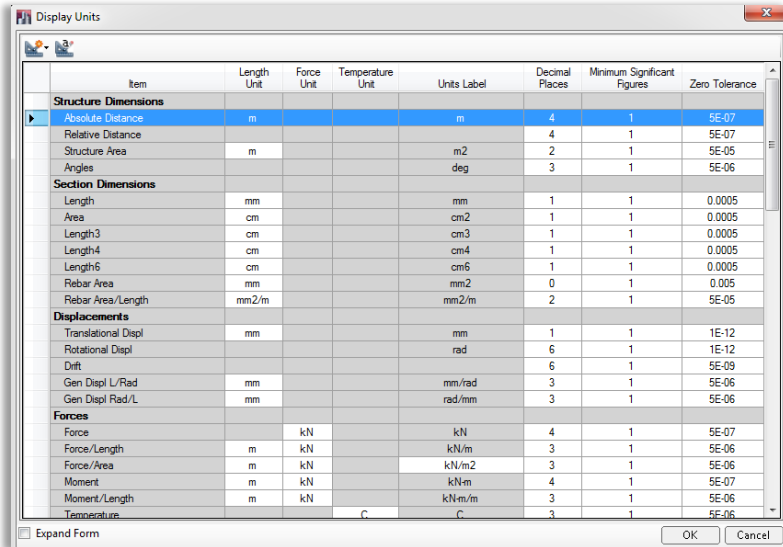 Display Units
Length Force Temperature Decimal Minimum Significant
Item Unit Unit Unit Units Label Places Figures Zero Tolerance
Structure Dimensions
Absolute Distance m m 4 1 5E-07
Relative Distance 4 1 5E-07
Structure Area m m2 2 1 5E-05
Angles deg 3 1 5E-06
Section Dimensions
Length mm mm 1 1 0.0005
Area cm cm2 1 1 0.0005
Length3 cm cm3 1 1 0.0005
Length4 cm cm4 1 1 0.0005
Length6 cm cm6 1 1 0.0005
Rebar Area mm mm2 0 1 0.005
Rebar Area/Length mm2/m mm2/m 2 1 5E-05
Displacements
Translational Displ mm mm 1 1 1E-12
Rotational Displ rad 6 1 1E-12
Drift 6 1 5E-09
Gen Displ L/Rad mm mm/rad 3 1 5E-06
Gen Displ Rad/L mm rad/mm 3 1 5E-06
Forces
Force kN kN 4 1 5E-07
Force/Length m kN kN/m 3 1 5E-06
Force/Area m kN kN/m2 3 1 5E-06
Moment m kN kN-m 4 1 5E-07
Moment/Length m kN kN-m/m 3 1 5E-06
Temperature C C 3 1 5E-06
Expand Form OK Cancel